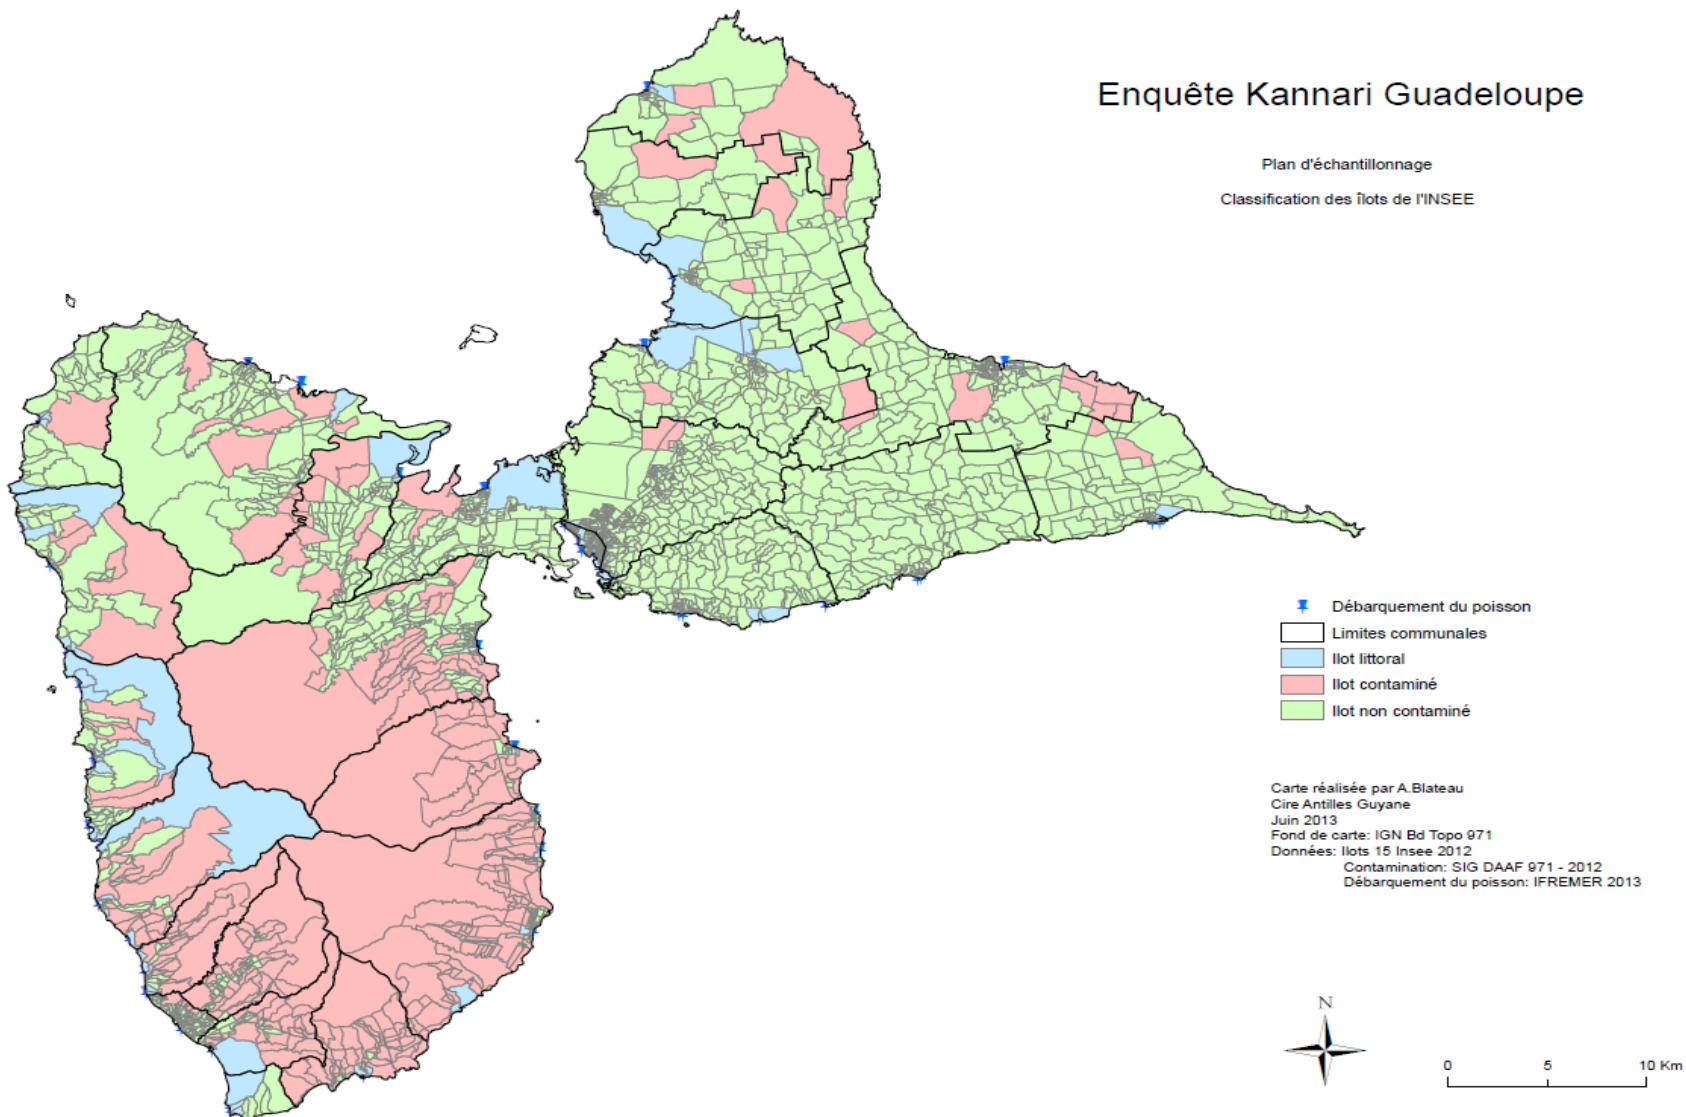 Enquête Kannari Guadeloupe
Plan d'échantillonnage
Classification des îlots de l'INSEE
Débarquement du poisson
Limites communales
Ilot littoral
Ilot contaminé
Ilot non contaminé
Carte réalisée par A.Blateau
Cire Antilles Guyane
Juin 2013
Fond de carte: IGN Bd Topo 971
Données: Ilots 15 Insee 2012
Contamination: SIG DAAF 971 - 2012
Débarquement du poisson: IFREMER 2013
N
0 5 10 Km